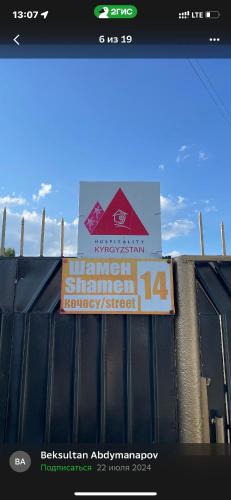 13:07
2ГИС
LTE
6 из 19
HOSPITALITY
KYRGYZSTAN
Шамен
Shamen
көчөсү/street
14
BA
Beksultan Abdymanapov
Подписаться 22 июля 2024